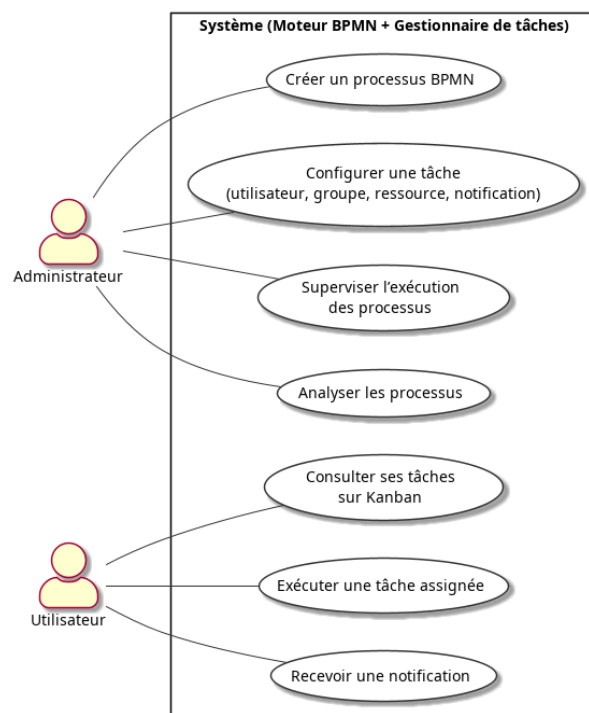 Système (Moteur BPMN + Gestionnaire de tâches)
Créer un processus BPMN
Configurer une tâche
(utilisateur, groupe, ressource, notification)
Administrateur
Superviser l’exécution
des processus
Analyser les processus
Consulter ses tâches
sur Kanban
Utilisateur
Exécuter une tâche assignée
Recevoir une notification